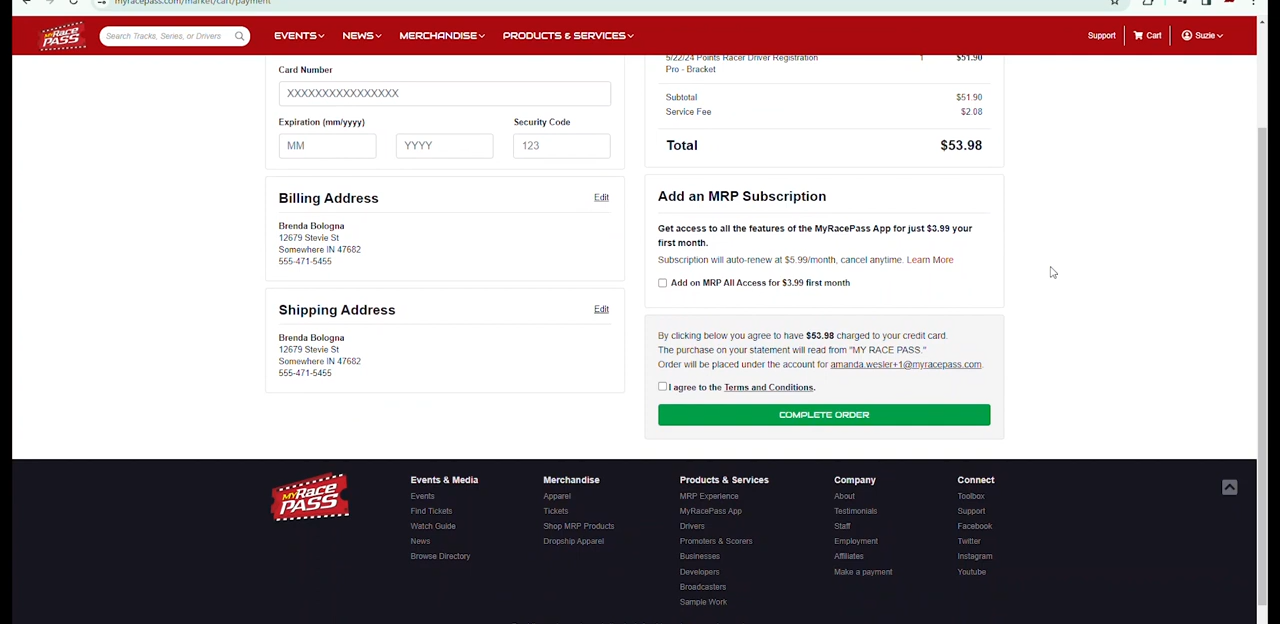 myracepass.com/market/cart/payment
MY Race PASS
Search Tracks, Series, or Drivers
EVENTS
NEWS
MERCHANDISE
PRODUCTS & SERVICES
Support
Cart
Suzie
Card Number
XXXXXXXXXXXXXXXX
Expiration (mm/yyyy)
Security Code
MM
YYYY
123
Billing Address
Edit
Brenda Bologna
12679 Stevie St
Somewhere IN 47682
555-471-5455
Shipping Address
Edit
Brenda Bologna
12679 Stevie St
Somewhere IN 47682
555-471-5455
5/22/24 Points Racer Driver Registration 1 $51.90
Pro - Bracket
Subtotal $51.90
Service Fee $2.08
Total $53.98
Add an MRP Subscription
Get access to all the features of the MyRacePass App for just $3.99 your
first month.
Subscription will auto-renew at $5.99/month, cancel anytime. Learn More
Add on MRP All Access for $3.99 first month
By clicking below you agree to have $53.98 charged to your credit card.
The purchase on your statement will read from "MY RACE PASS."
Order will be placed under the account for amanda.wesler+1@myracepass.com.
I agree to the Terms and Conditions.
COMPLETE ORDER
MY Race PASS
Events & Media
Events
Find Tickets
Watch Guide
News
Browse Directory
Merchandise
Apparel
Tickets
Shop MRP Products
Dropship Apparel
Products & Services
MRP Experience
MyRacePass App
Drivers
Promoters & Scorers
Businesses
Developers
Broadcasters
Sample Work
Company
About
Testimonials
Staff
Employment
Affiliates
Make a payment
Connect
Toolbox
Support
Facebook
Twitter
Instagram
Youtube